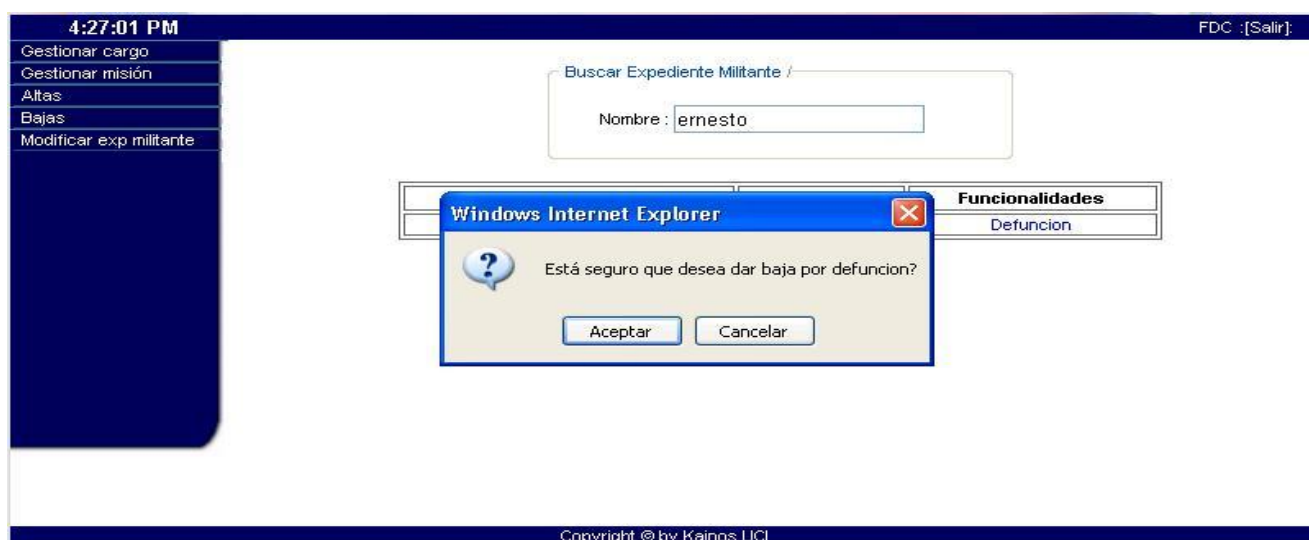 4:27:01 PM
FDC :[Salir]:
Gestionar cargo
Gestionar misión
Altas
Bajas
Modificar exp militante
Buscar Expediente Militante /
Nombre : ernesto
Funcionalidades
Defuncion
Windows Internet Explorer
Está seguro que desea dar baja por defuncion?
Aceptar
Cancelar
Copyright © by Kainos UCI